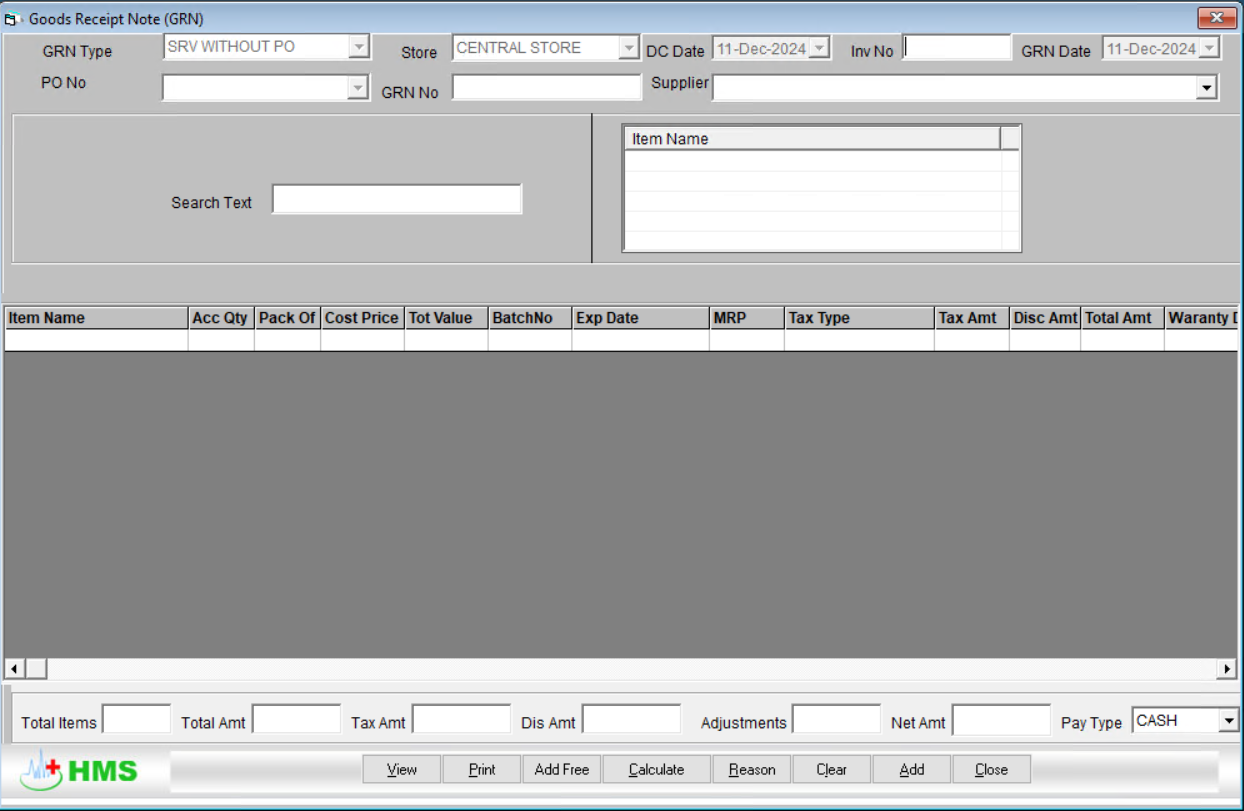 Goods Receipt Note (GRN)
GRN Type SRV WITHOUT PO Store CENTRAL STORE DC Date 11-Dec-2024 Inv No GRN Date 11-Dec-2024
PO No GRN No Supplier
Item Name
Search Text
Item Name Acc Qty Pack Of Cost Price Tot Value BatchNo Exp Date MRP Tax Type Tax Amt Disc Amt Total Amt Waranty D
Total Items Total Amt Tax Amt Dis Amt Adjustments Net Amt Pay Type CASH
HMS View Print Add Free Calculate Reason Clear Add Close